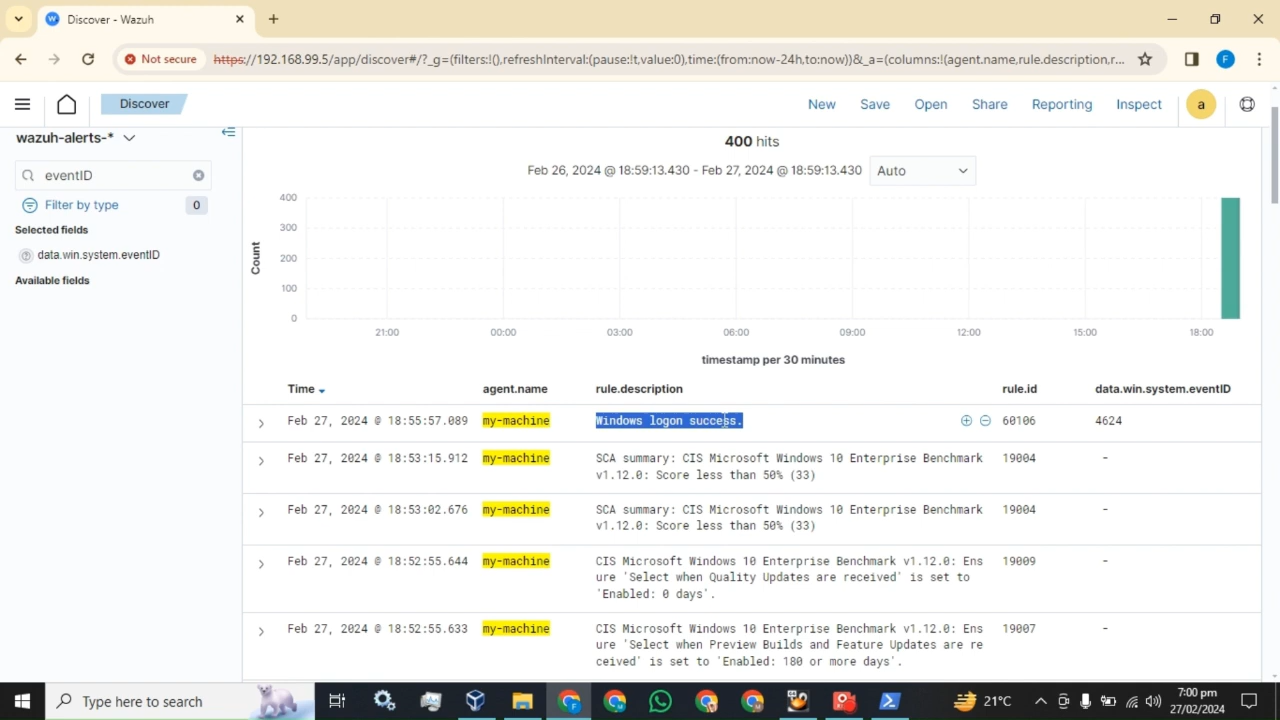 Discover - Wazuh
Not secure
https://192.168.99.5/app/discover#/?_g=(filters:!(),refreshInterval:(pause:!t,value:0),time:(from:now-24h,to:now))&_a=(columns:!(agent.name,rule.description,r...
F
Discover
New Save Open Share Reporting Inspect
a
wazuh-alerts-*
eventID
Filter by type 0
Selected fields
data.win.system.eventID
Available fields
400 hits
Feb 26, 2024 @ 18:59:13.430 - Feb 27, 2024 @ 18:59:13.430 Auto
Count
400
300
200
100
0
21:00 00:00 03:00 06:00 09:00 12:00 15:00 18:00
timestamp per 30 minutes
Time agent.name rule.description rule.id data.win.system.eventID
Feb 27, 2024 @ 18:55:57.089 my-machine Windows logon success. 60106 4624
Feb 27, 2024 @ 18:53:15.912 my-machine SCA summary: CIS Microsoft Windows 10 Enterprise Benchmark 19004 -
v1.12.0: Score less than 50% (33)
Feb 27, 2024 @ 18:53:02.676 my-machine SCA summary: CIS Microsoft Windows 10 Enterprise Benchmark 19004 -
v1.12.0: Score less than 50% (33)
Feb 27, 2024 @ 18:52:55.644 my-machine CIS Microsoft Windows 10 Enterprise Benchmark v1.12.0: Ens 19009 -
ure 'Select when Quality Updates are received' is set to
'Enabled: 0 days'.
Feb 27, 2024 @ 18:52:55.633 my-machine CIS Microsoft Windows 10 Enterprise Benchmark v1.12.0: Ens 19007 -
ure 'Select when Preview Builds and Feature Updates are re
ceived' is set to 'Enabled: 180 or more days'.
Type here to search
21°C
7:00 pm
27/02/2024